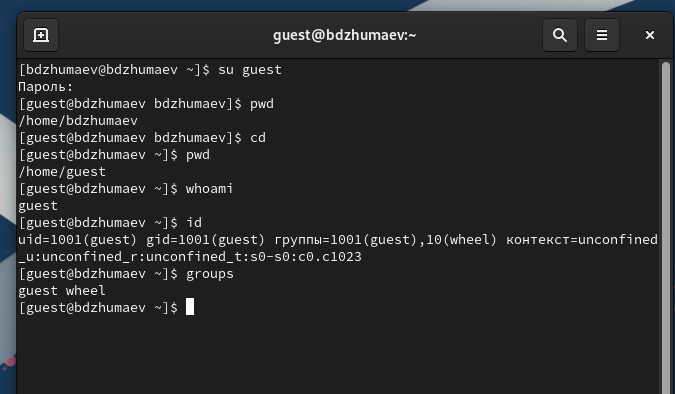 guest@bdzhumaev:~
[bdzhumaev@bdzhumaev ~]$ su guest
Пароль:
[guest@bdzhumaev bdzhumaev]$ pwd
/home/bdzhumaev
[guest@bdzhumaev bdzhumaev]$ cd
[guest@bdzhumaev ~]$ pwd
/home/guest
[guest@bdzhumaev ~]$ whoami
guest
[guest@bdzhumaev ~]$ id
uid=1001(guest) gid=1001(guest) группы=1001(guest),10(wheel) контекст=unconfined
_u:unconfined_r:unconfined_t:s0-s0:c0.c1023
[guest@bdzhumaev ~]$ groups
guest wheel
[guest@bdzhumaev ~]$